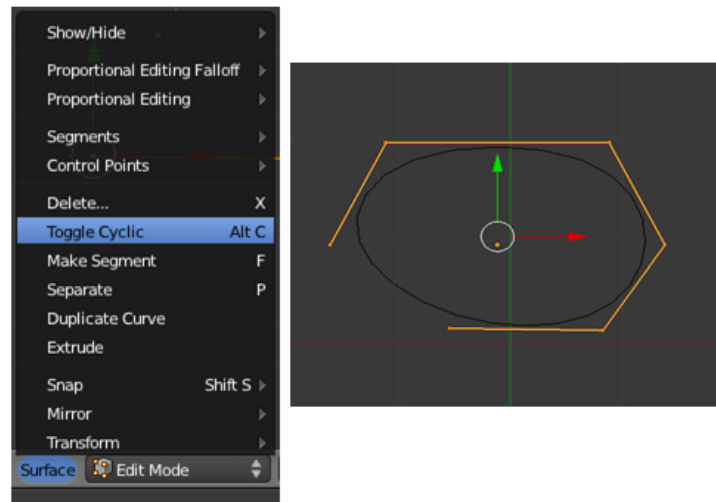 Show/Hide
Proportional Editing Falloff
Proportional Editing
Segments
Control Points
Delete... X
Toggle Cyclic Alt C
Make Segment F
Separate P
Duplicate Curve
Extrude
Snap Shift S
Mirror
Transform
Surface Edit Mode